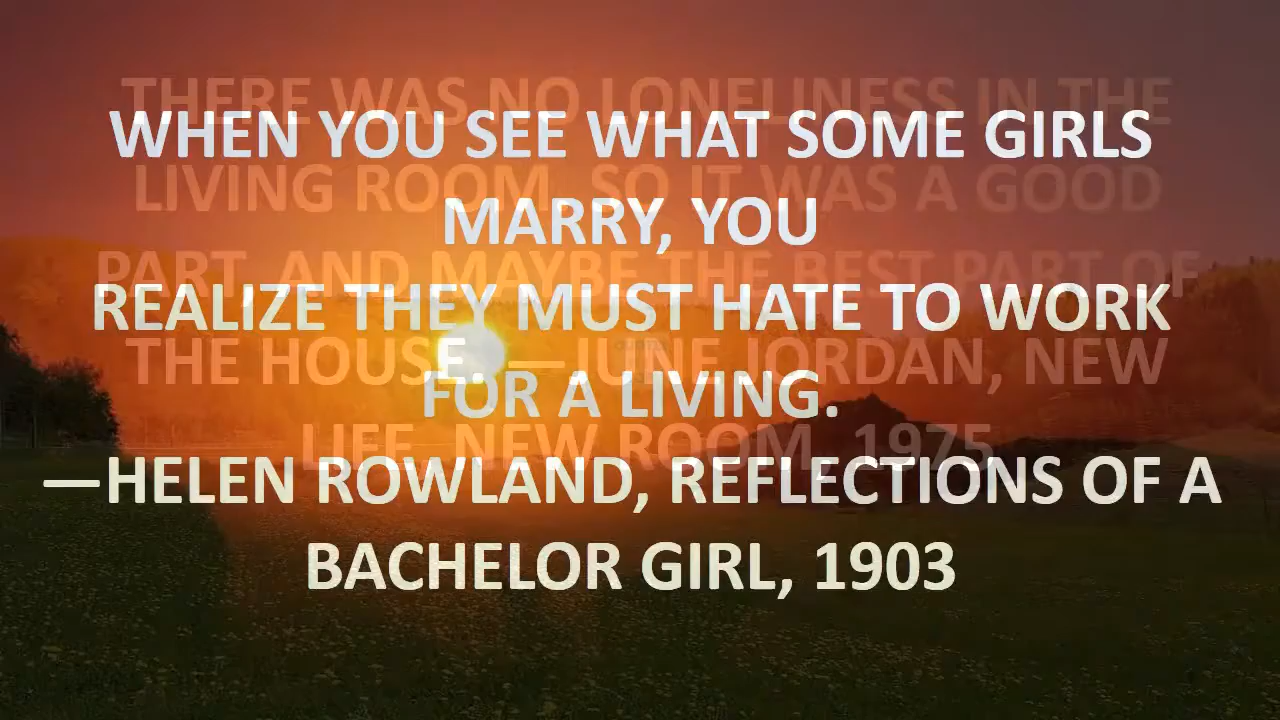 WHEN YOU SEE WHAT SOME GIRLS
MARRY, YOU
REALIZE THEY MUST HATE TO WORK
FOR A LIVING.
—HELEN ROWLAND, REFLECTIONS OF A
BACHELOR GIRL, 1903
THERE WAS NO LONELINESS IN THE
LIVING ROOM, SO IT WAS A GOOD
PART, AND MAYBE THE BEST PART OF
THE HOUSE. —JUNE JORDAN, NEW
LIFE, NEW ROOM, 1975